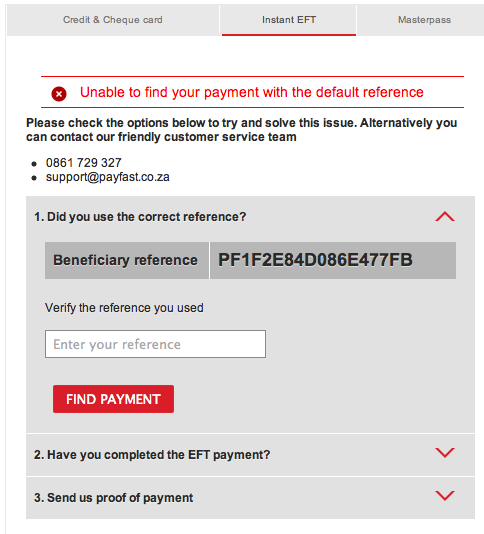 Credit & Cheque card
Instant EFT
Masterpass
Unable to find your payment with the default reference
Please check the options below to try and solve this issue. Alternatively you
can contact our friendly customer service team
0861 729 327
support@payfast.co.za
1. Did you use the correct reference?
Beneficiary reference
PF1F2E84D086E477FB
Verify the reference you used
Enter your reference
FIND PAYMENT
2. Have you completed the EFT payment?
3. Send us proof of payment